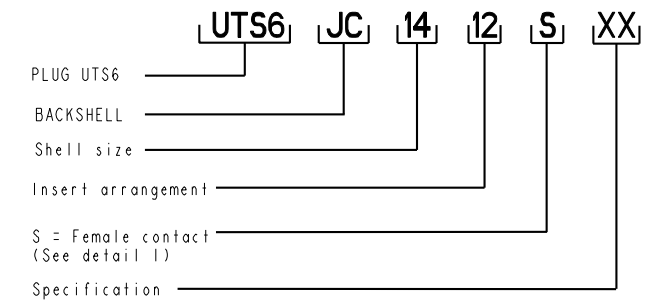 UTS6 JC 14 12 S XX
PLUG UTS6
BACKSHELL
Shell size
Insert arrangement
S = Female contact
(See detail I)
Specification